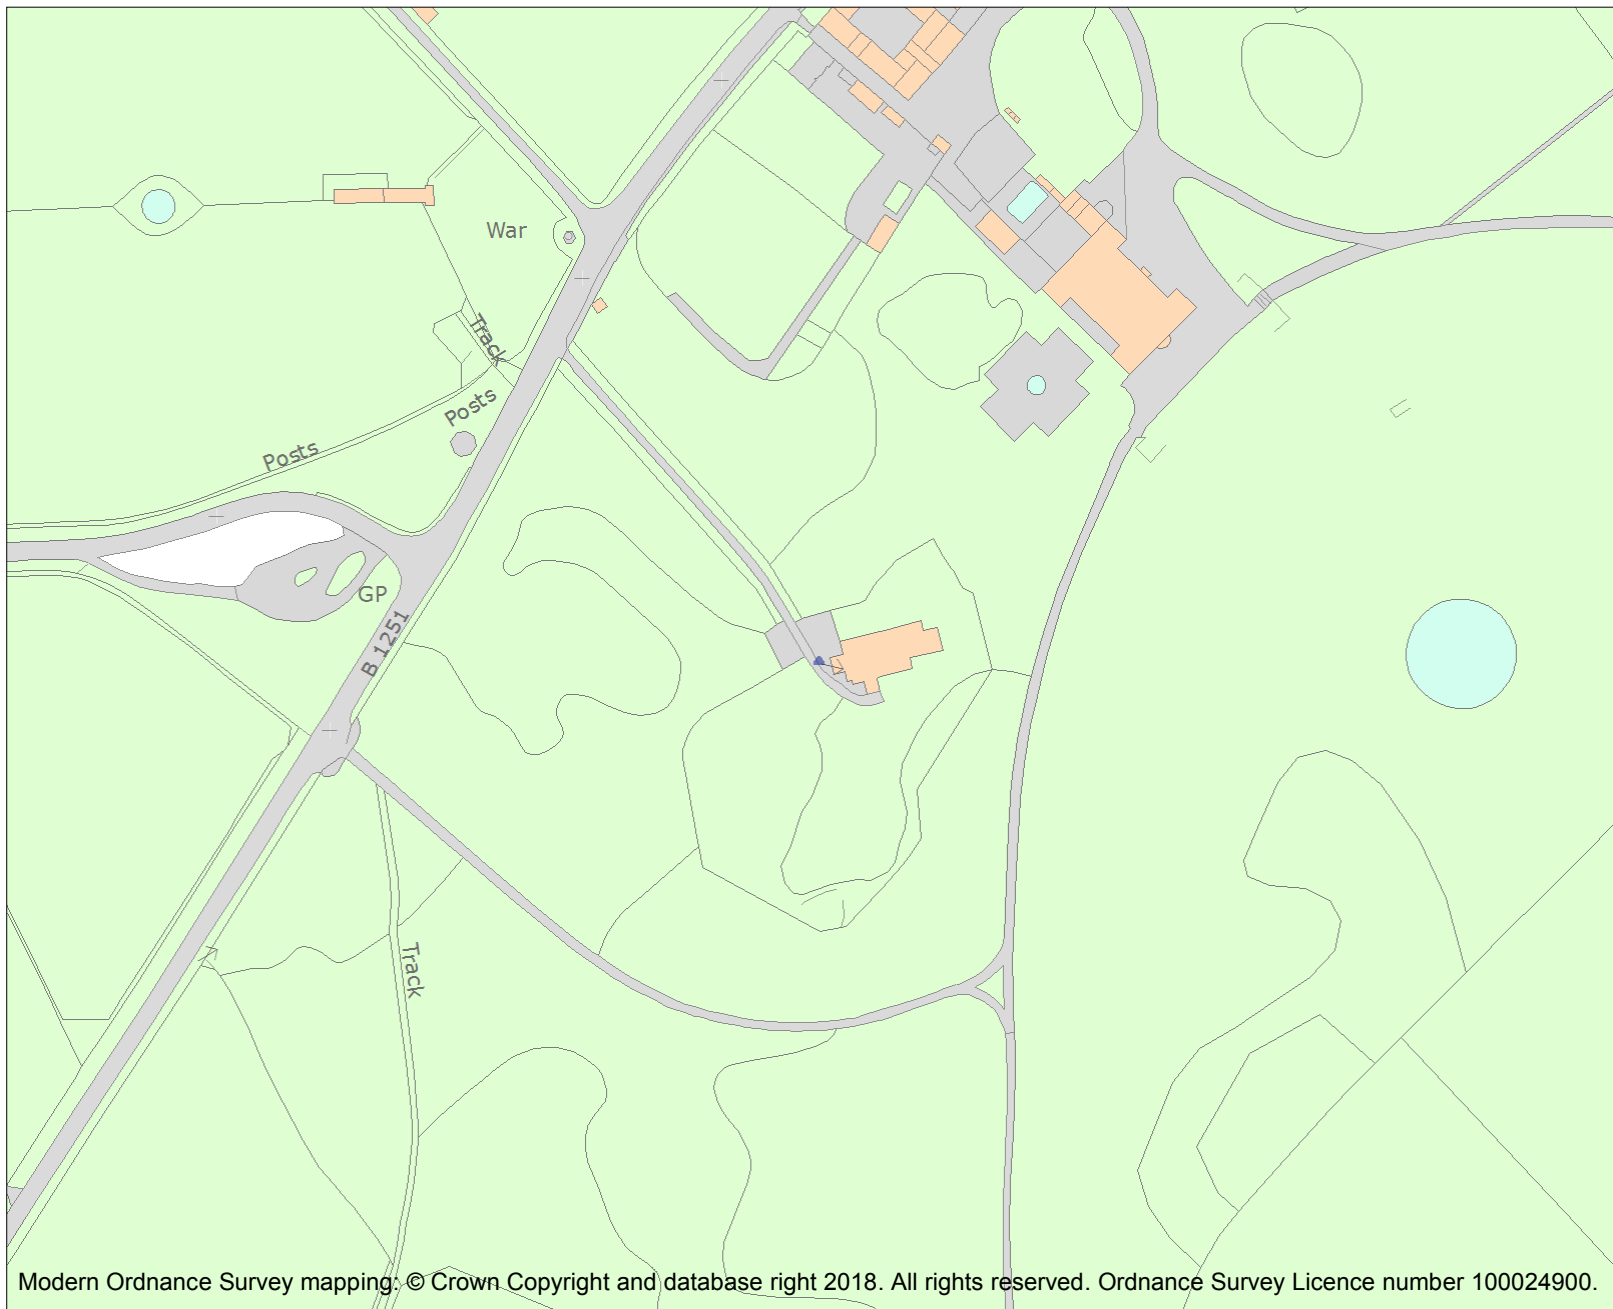 War
Track
Posts
Posts
GP
B 1251
Track
Modern Ordnance Survey mapping: © Crown Copyright and database right 2018. All rights reserved. Ordnance Survey Licence number 100024900.